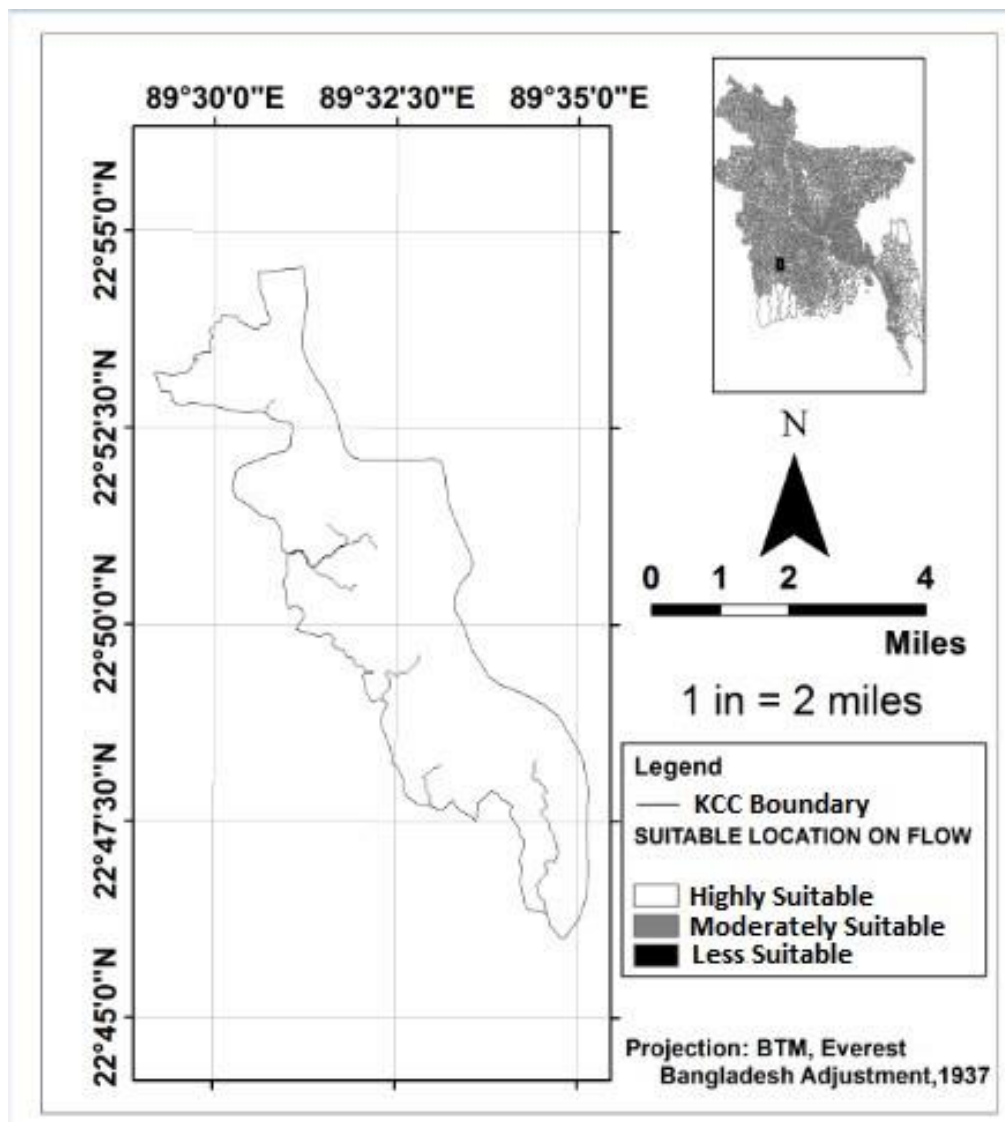 89°30'0"E 89°32'30"E 89°35'0"E
22°55'0"N
22°52'30"N
22°50'0"N
22°47'30"N
22°45'0"N
N
0 1 2 4
Miles
1 in = 2 miles
Legend
KCC Boundary
SUITABLE LOCATION ON FLOW
Highly Suitable
Moderately Suitable
Less Suitable
Projection: BTM, Everest
Bangladesh Adjustment,1937